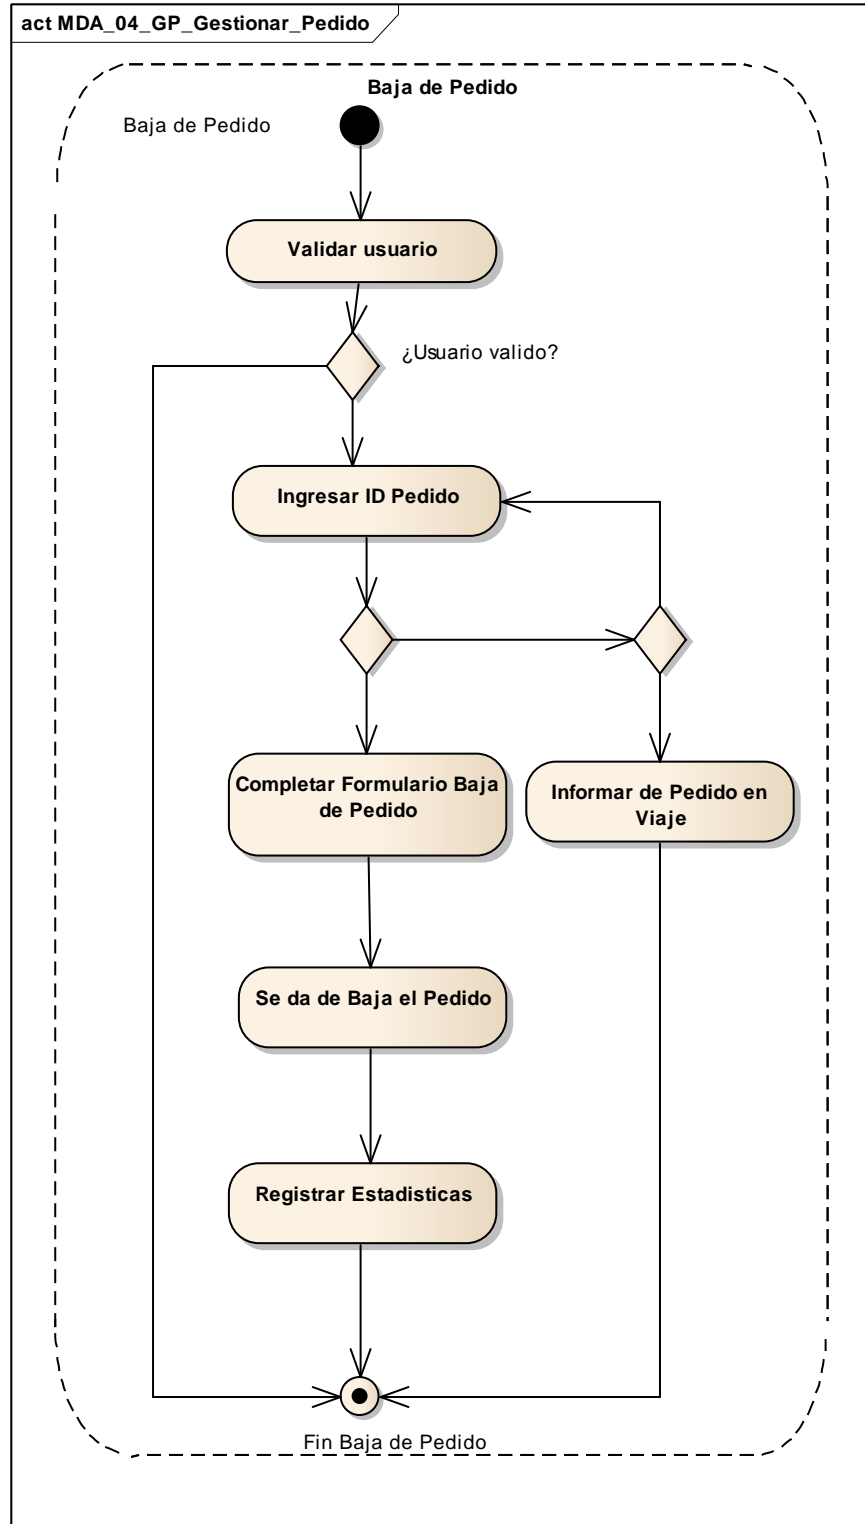 act MDA_04_GP_Gestionar_Pedido
Baja de Pedido
Baja de Pedido
Validar usuario
¿Usuario valido?
Ingresar ID Pedido
Completar Formulario Baja
de Pedido
Informar de Pedido en
Viaje
Se da de Baja el Pedido
Registrar Estadisticas
Fin Baja de Pedido